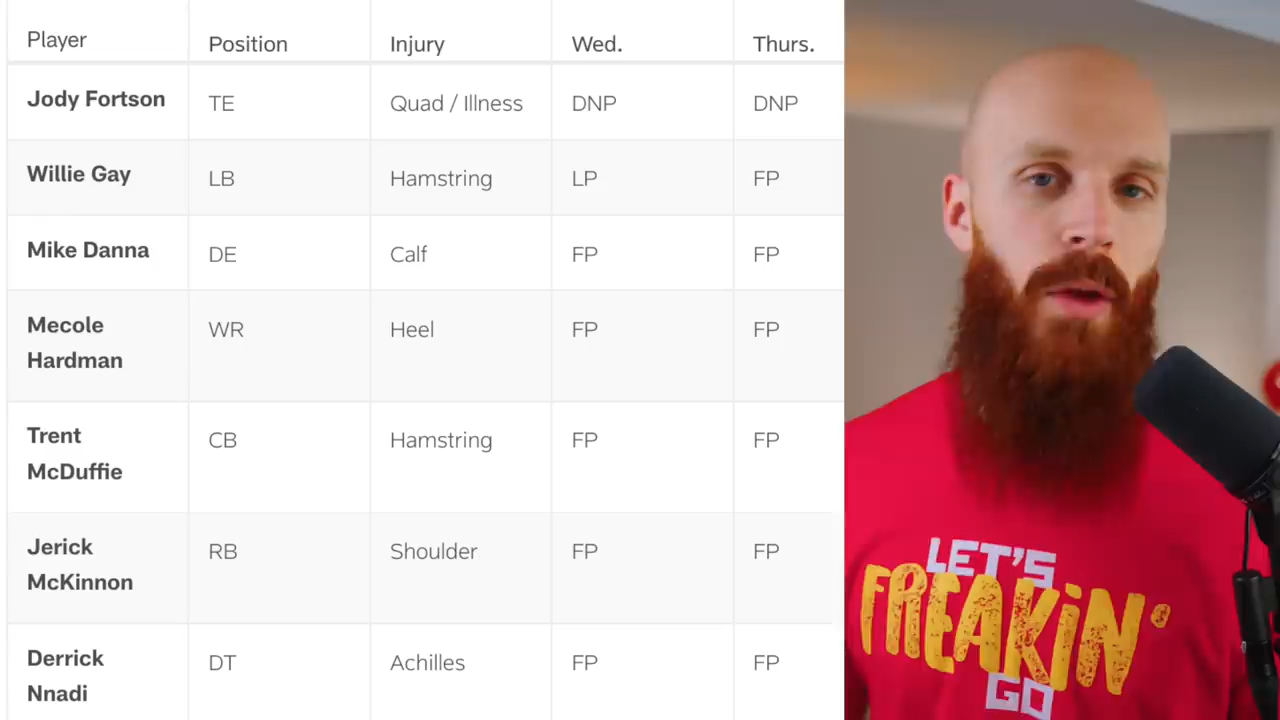 Player Position Injury Wed. Thurs.
Jody Fortson TE Quad / Illness DNP DNP
Willie Gay LB Hamstring LP FP
Mike Danna DE Calf FP FP
Mecole
Hardman WR Heel FP FP
Trent
McDuffie CB Hamstring FP FP
Jerick
McKinnon RB Shoulder FP FP
Derrick
Nnadi DT Achilles FP FP
LET'S
FREAKiN'
GO